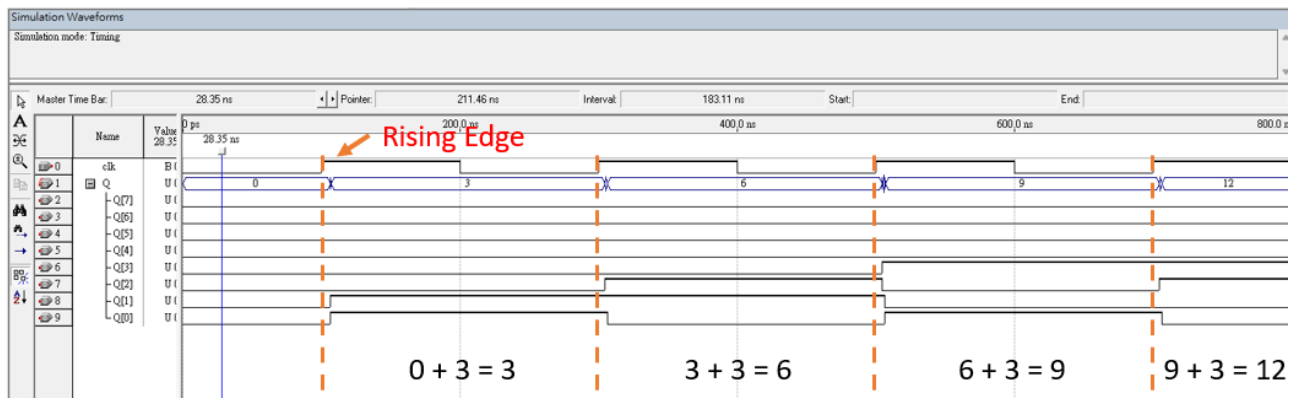 Simulation Waveforms
Simulation mode: Timing
Master Time Bar: 28.35 ns Pointer: 211.46 ns Interval: 183.11 ns Start: End:
Name Value 28.35
0 ps 200.0 ns 400.0 ns 600.0 ns 800.0 n
28.35 ns
Rising Edge
0 clk B (
1 Q U ( 0 3 6 9 12
2 Q[7] U (
3 Q[6] U (
4 Q[5] U (
5 Q[4] U (
6 Q[3] U (
7 Q[2] U (
8 Q[1] U (
9 Q[0] U (
0 + 3 = 3 3 + 3 = 6 6 + 3 = 9 9 + 3 = 12